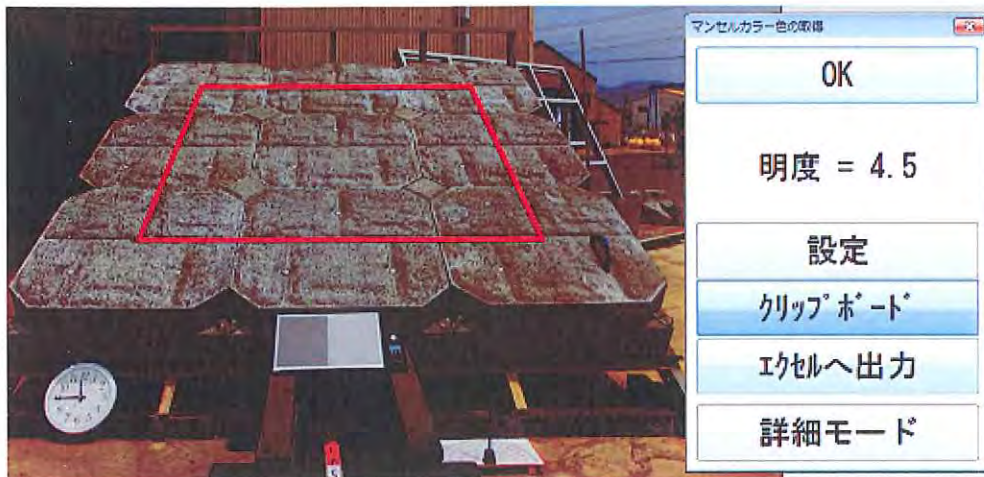 マンセルカラー色の取得
OK
明度 = 4.5
設定
ｸﾘｯﾌﾟﾎﾞｰﾄﾞ
ｴｸｾﾙへ出力
詳細モード